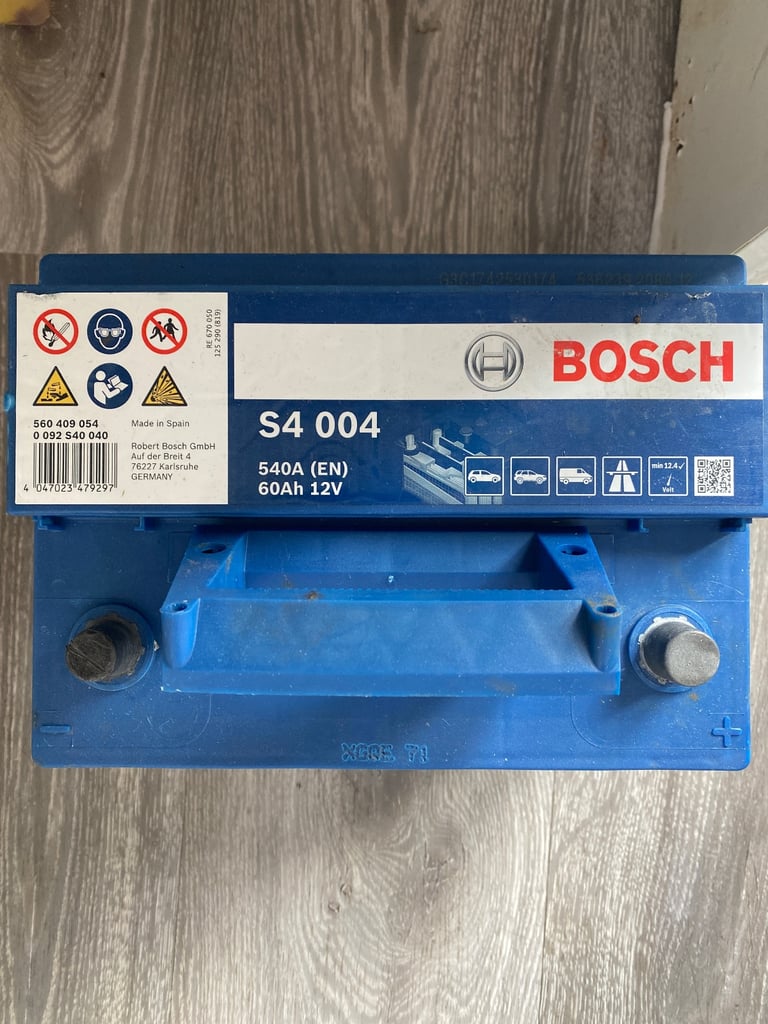 BOSCH
S4 004
540A (EN)
60Ah 12V
min 12.4 ✓
Volt
RE 670 050
125 290 (819)
560 409 054
0 092 S40 040
Made in Spain
Robert Bosch GmbH
Auf der Breit 4
76227 Karlsruhe
GERMANY
4 047023 479297
-
+